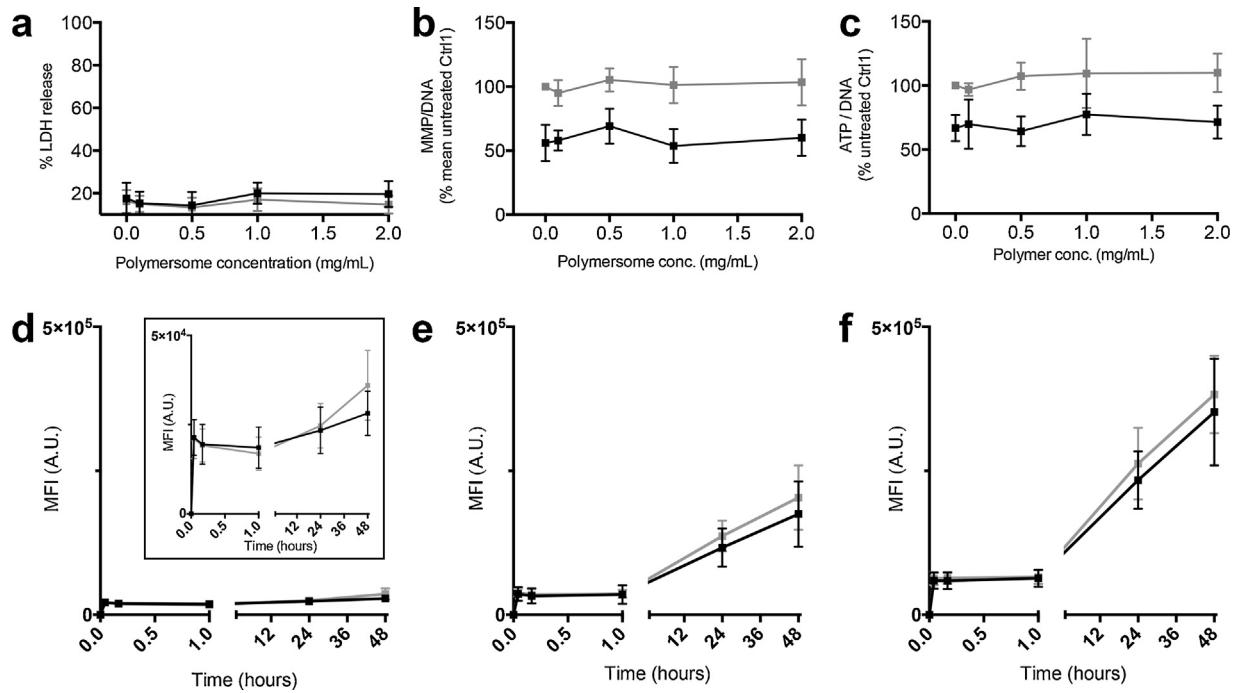 a
100
80
60
40
20
% LDH release
0.0 0.5 1.0 1.5 2.0
Polymersome concentration (mg/mL)
b
150
100
50
0
MMP/DNA
(% mean untreated Ctrl1)
0.0 0.5 1.0 1.5 2.0
Polymersome conc. (mg/mL)
c
150
100
50
0
ATP / DNA
(% untreated Ctrl1)
0.0 0.5 1.0 1.5 2.0
Polymer conc. (mg/mL)
d
5×10⁵
0
MFI (A.U.)
5×10⁴
0
MFI (A.U.)
0.0 0.5 1.0 12 24 36 48
Time (hours)
0.0 0.5 1.0 12 24 36 48
Time (hours)
e
5×10⁵
0
MFI (A.U.)
0.0 0.5 1.0 12 24 36 48
Time (hours)
f
5×10⁵
0
MFI (A.U.)
0.0 0.5 1.0 12 24 36 48
Time (hours)